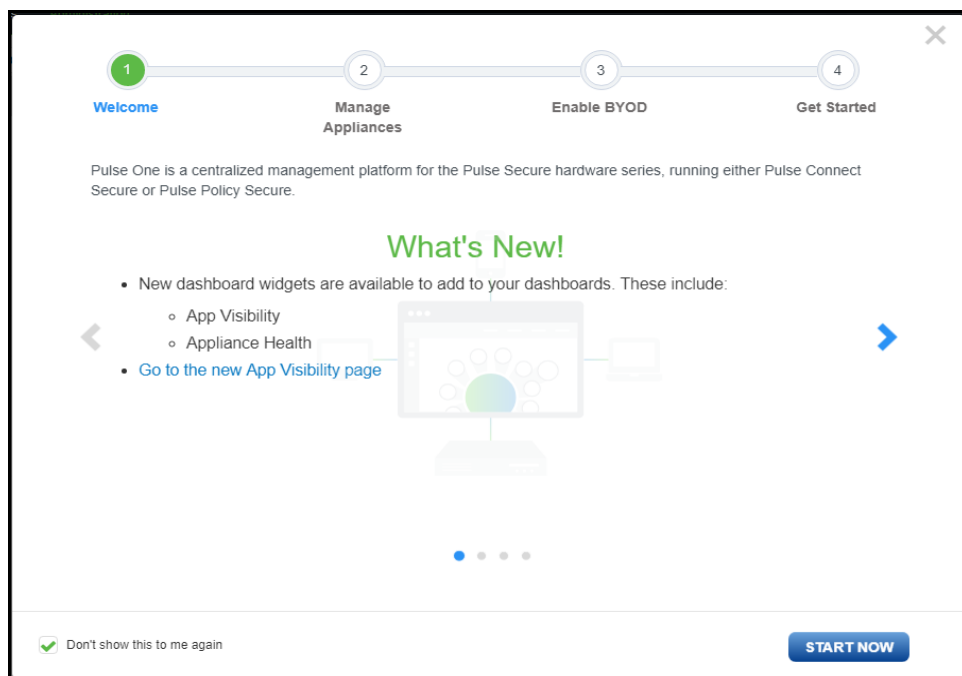 1
2
3
4
Welcome
Manage
Appliances
Enable BYOD
Get Started
Pulse One is a centralized management platform for the Pulse Secure hardware series, running either Pulse Connect
Secure or Pulse Policy Secure.
What's New!
New dashboard widgets are available to add to your dashboards. These include:
App Visibility
Appliance Health
Go to the new App Visibility page
Don't show this to me again
START NOW